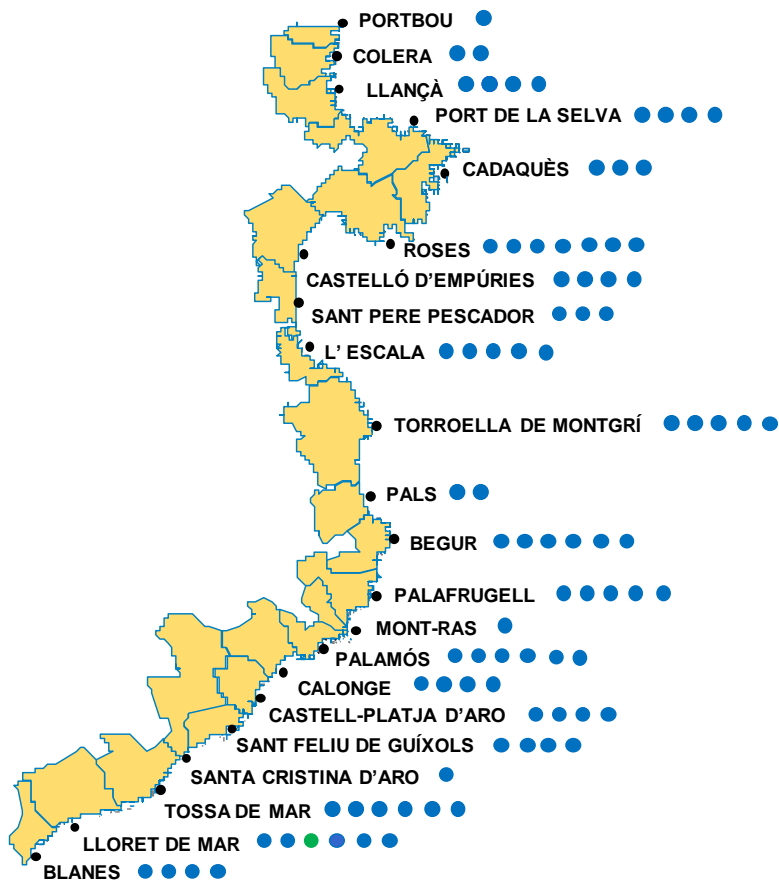 PORTBOU
COLERA
LLANÇÀ
PORT DE LA SELVA
CADAQUÈS
ROSES
CASTELLÓ D'EMPÚRIES
SANT PERE PESCADOR
L' ESCALA
TORROELLA DE MONTGRÍ
PALS
BEGUR
PALAFRUGELL
MONT-RAS
PALAMÓS
CALONGE
CASTELL-PLATJA D'ARO
SANT FELIU DE GUÍXOLS
SANTA CRISTINA D'ARO
TOSSA DE MAR
LLORET DE MAR
BLANES